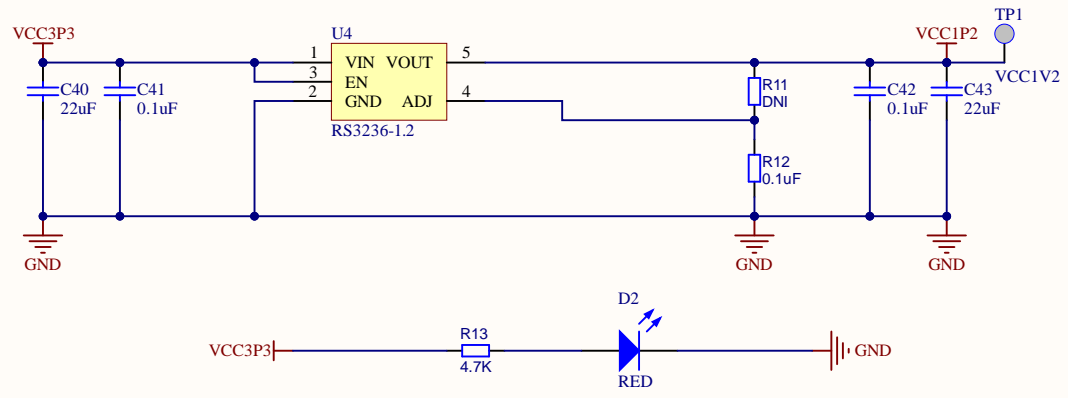 TP1
VCC3P3
U4
VCC1P2
1
VIN
VOUT
5
3
EN
2
GND
ADJ
4
RS3236-1.2
C40
22uF
C41
0.1uF
R11
DNI
R12
0.1uF
C42
0.1uF
C43
22uF
VCC1V2
GND
GND
GND
D2
VCC3P3
R13
4.7K
RED
GND